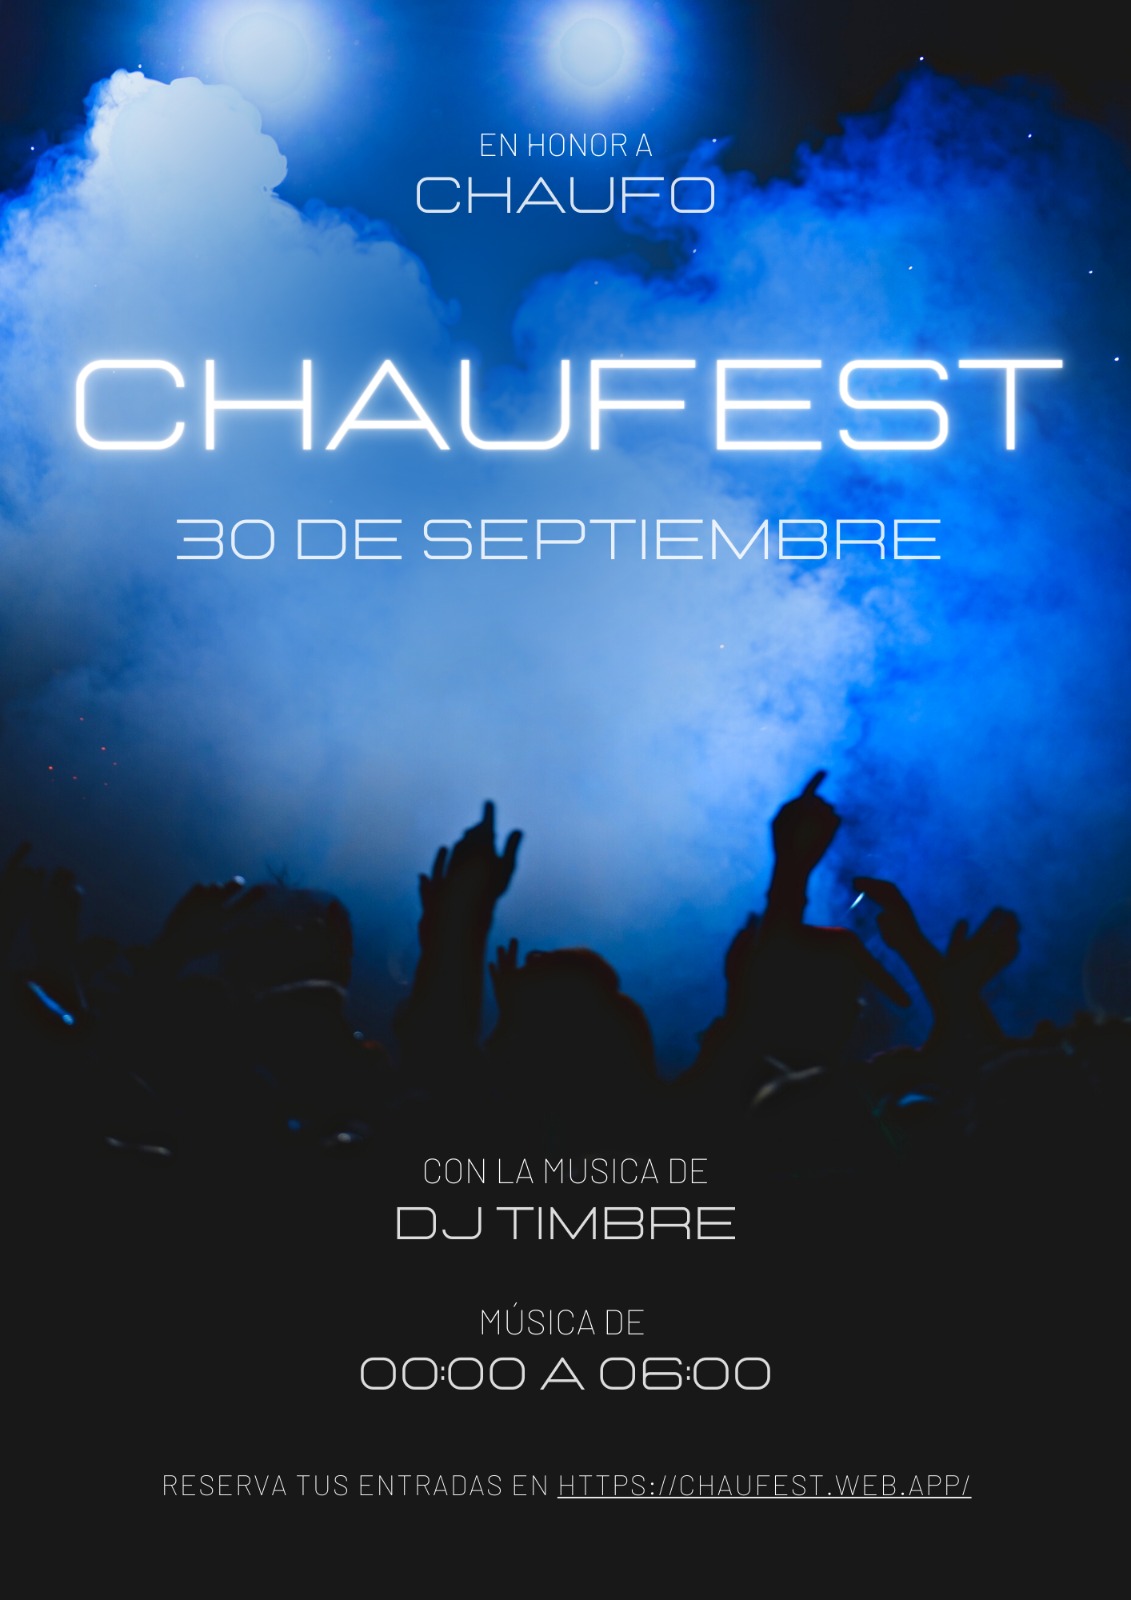 EN HONOR A
CHAUFO
CHAUFEST
30 DE SEPTIEMBRE
CON LA MUSICA DE
DJ TIMBRE
MÚSICA DE
00:00 A 06:00
RESERVA TUS ENTRADAS EN HTTPS://CHAUFEST.WEB.APP/